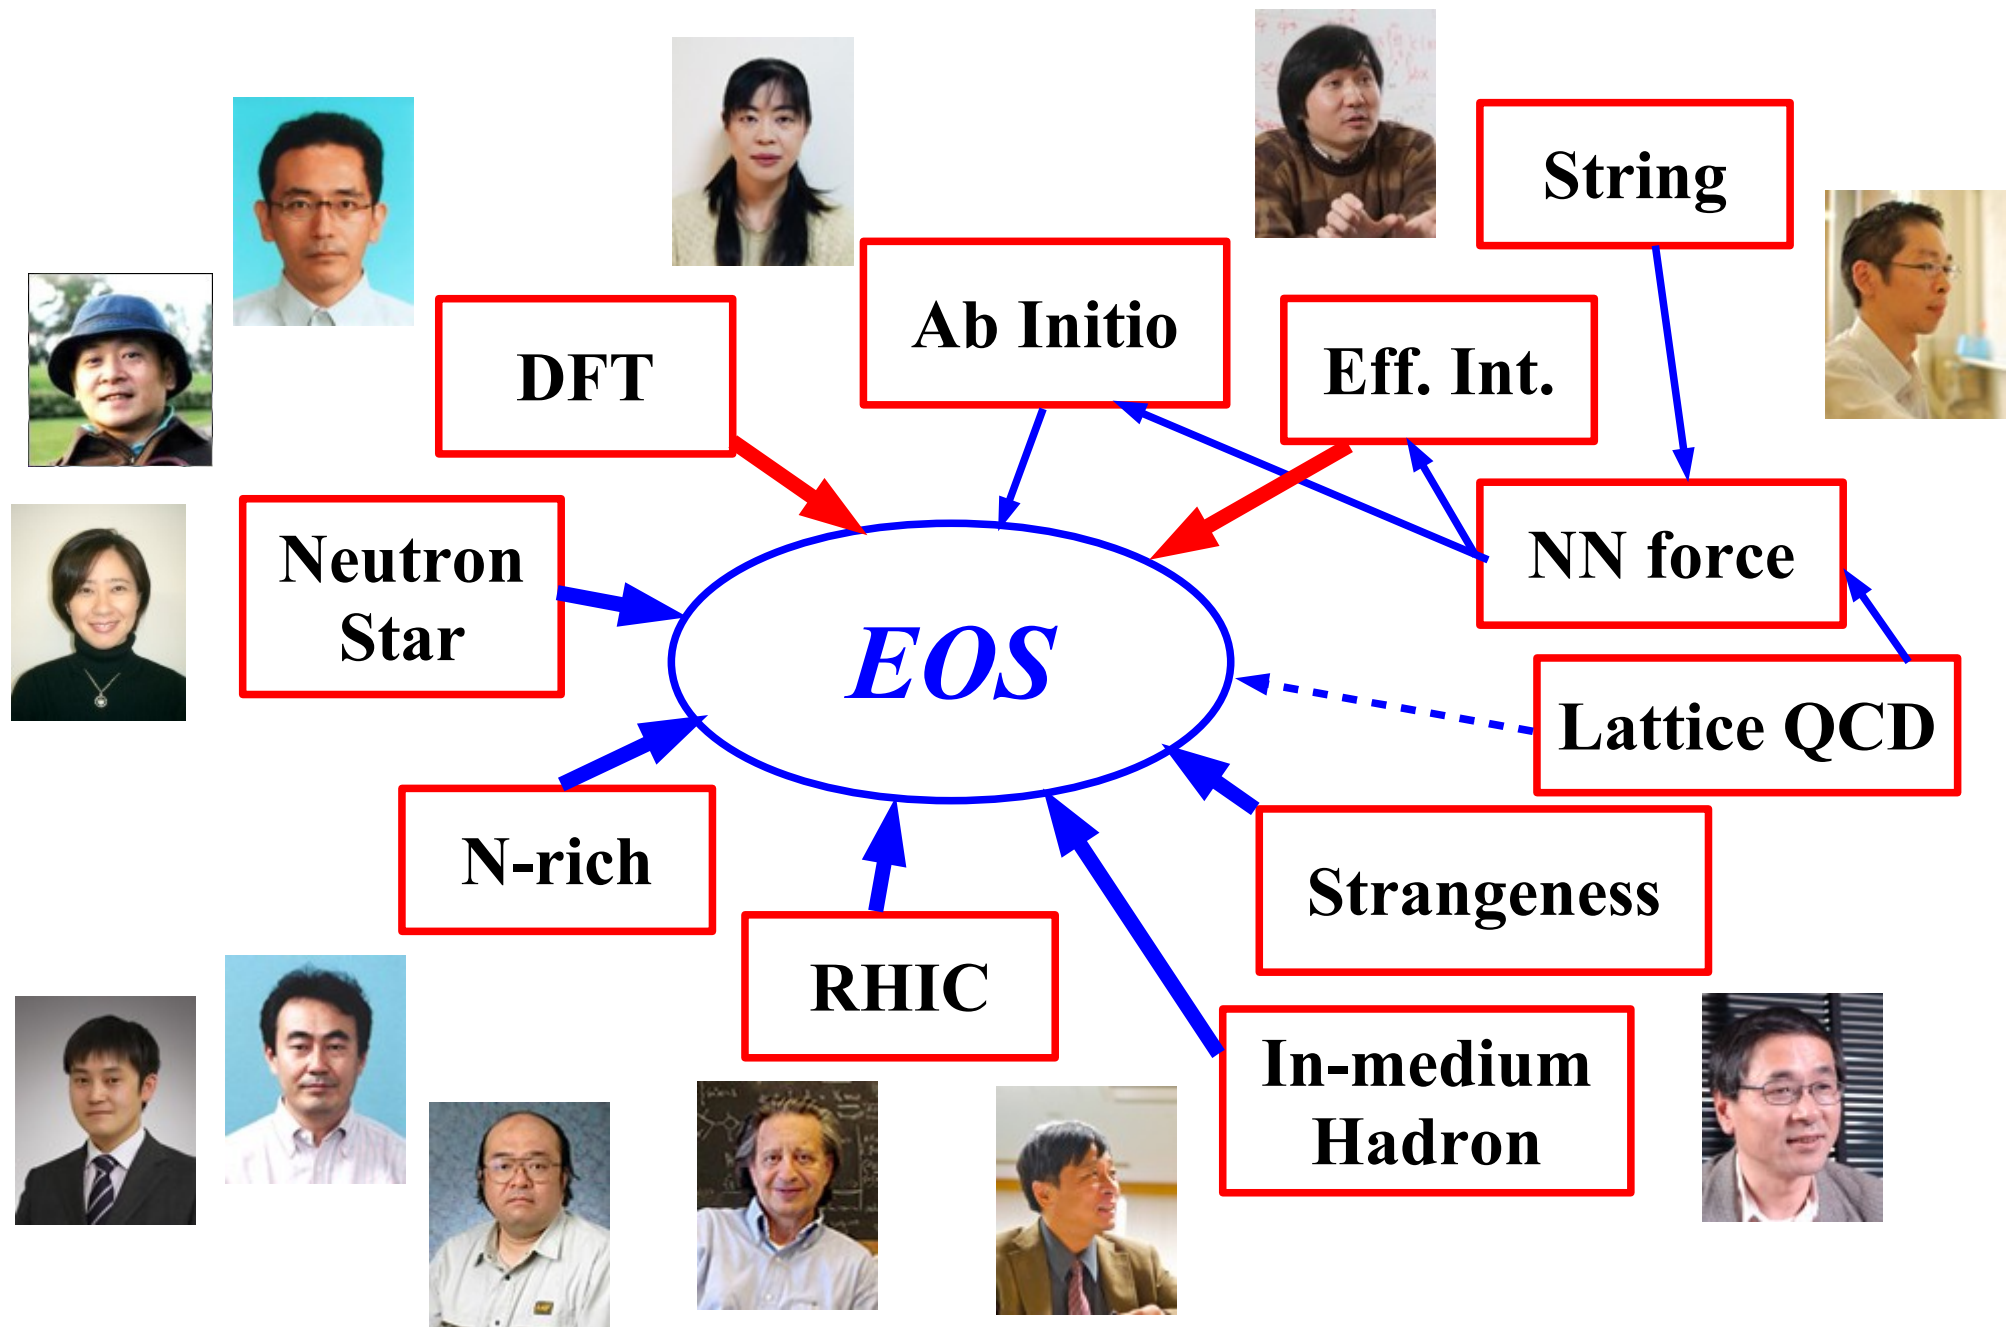 String
Ab Initio
DFT
Eff. Int.
Neutron
Star
NN force
EOS
Lattice QCD
N-rich
Strangeness
RHIC
In-medium
Hadron